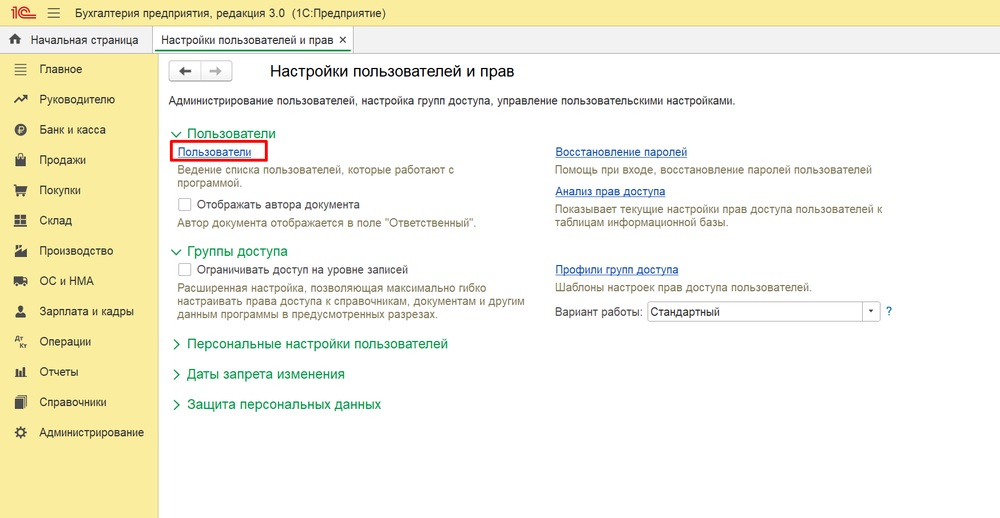 1С Бухгалтерия предприятия, редакция 3.0 (1С:Предприятие)
Начальная страница
Настройки пользователей и прав ×
Главное
Руководителю
Банк и касса
Продажи
Покупки
Склад
Производство
ОС и НМА
Зарплата и кадры
Дт
Кт
Операции
Отчеты
Справочники
Администрирование
Настройки пользователей и прав
Администрирование пользователей, настройка групп доступа, управление пользовательскими настройками.
Пользователи
Пользователи
Ведение списка пользователей, которые работают с
программой.
Отображать автора документа
Автор документа отображается в поле "Ответственный".
Восстановление паролей
Помощь при входе, восстановление паролей пользователей
Анализ прав доступа
Показывает текущие настройки прав доступа пользователей к
таблицам информационной базы.
Группы доступа
Ограничивать доступ на уровне записей
Расширенная настройка, позволяющая максимально гибко
настраивать права доступа к справочникам, документам и другим
данным программы в предусмотренных разрезах.
Профили групп доступа
Шаблоны настроек прав доступа пользователей.
Вариант работы: Стандартный ?
Персональные настройки пользователей
Даты запрета изменения
Защита персональных данных